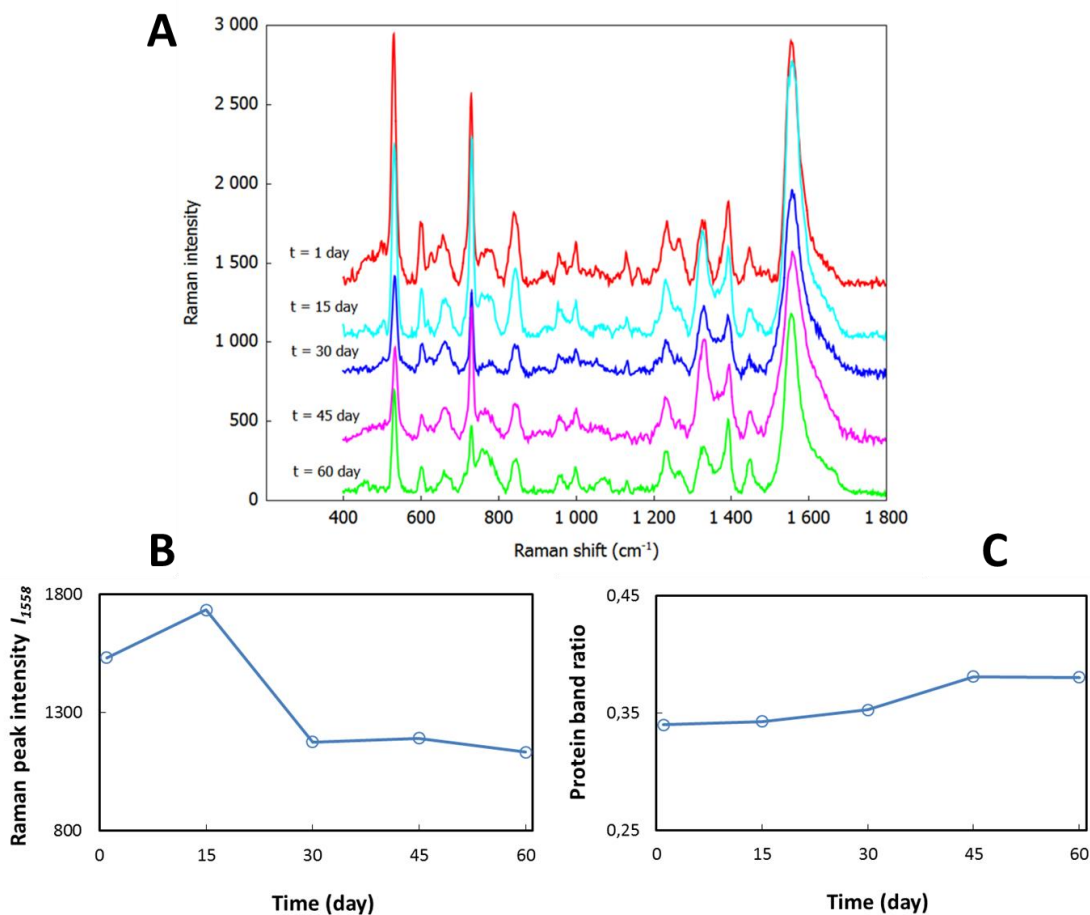 A
3 000
2 500
2 000
1 500
1 000
500
0
Raman intensity
t = 1 day
t = 15 day
t = 30 day
t = 45 day
t = 60 day
400 600 800 1 000 1 200 1 400 1 600 1 800
Raman shift (cm⁻¹)
B
1800
1300
800
Raman peak intensity I₁₅₅₈
0 15 30 45 60
Time (day)
C
0,45
0,35
0,25
Protein band ratio
0 15 30 45 60
Time (day)